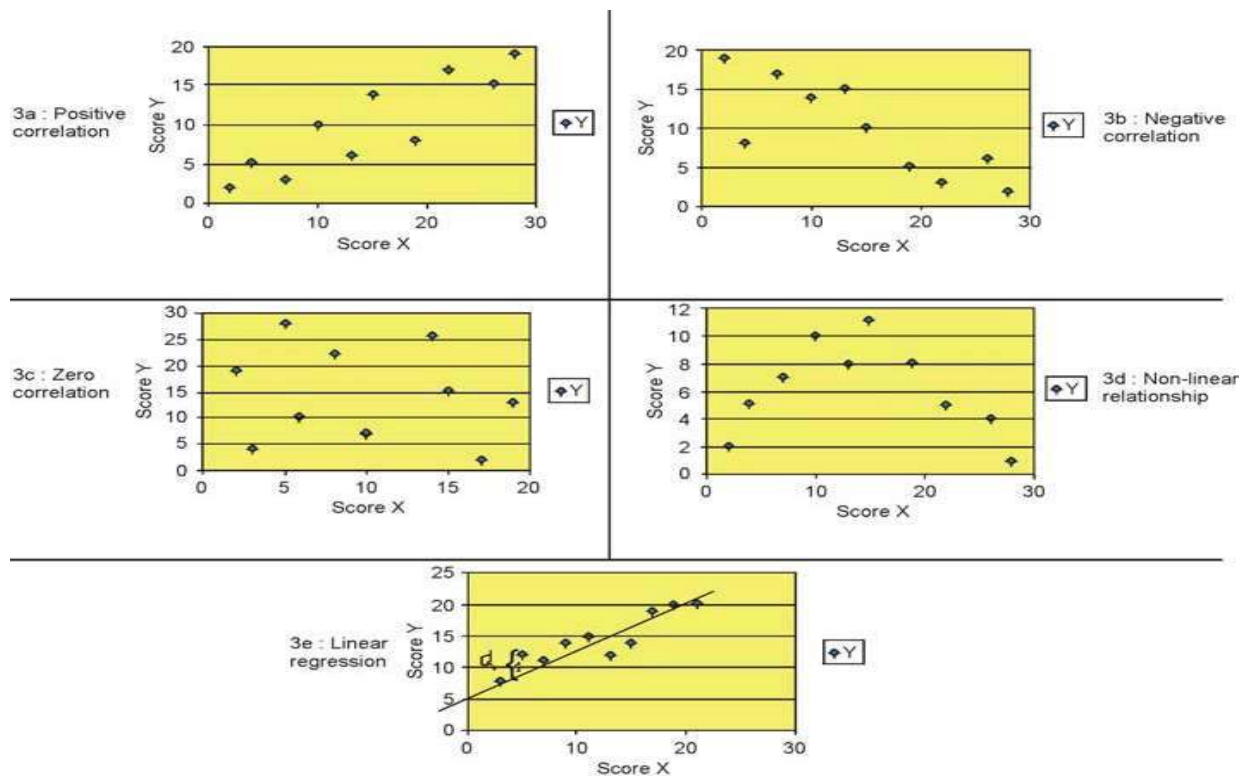 3a : Positive
correlation
Score Y
20
15
10
5
0
0 10 20 30
Score X
Y
20
15
10
5
0
0 10 20 30
Score X
Score Y
Y
3b : Negative
correlation
3c : Zero
correlation
Score Y
30
25
20
15
10
5
0
0 5 10 15 20
Score X
Y
Score Y
12
10
8
6
4
2
0
0 10 20 30
Score X
Y
3d : Non-linear
relationship
3e : Linear
regression
Score Y
25
20
15
10
5
0
d
0 10 20 30
Score X
Y